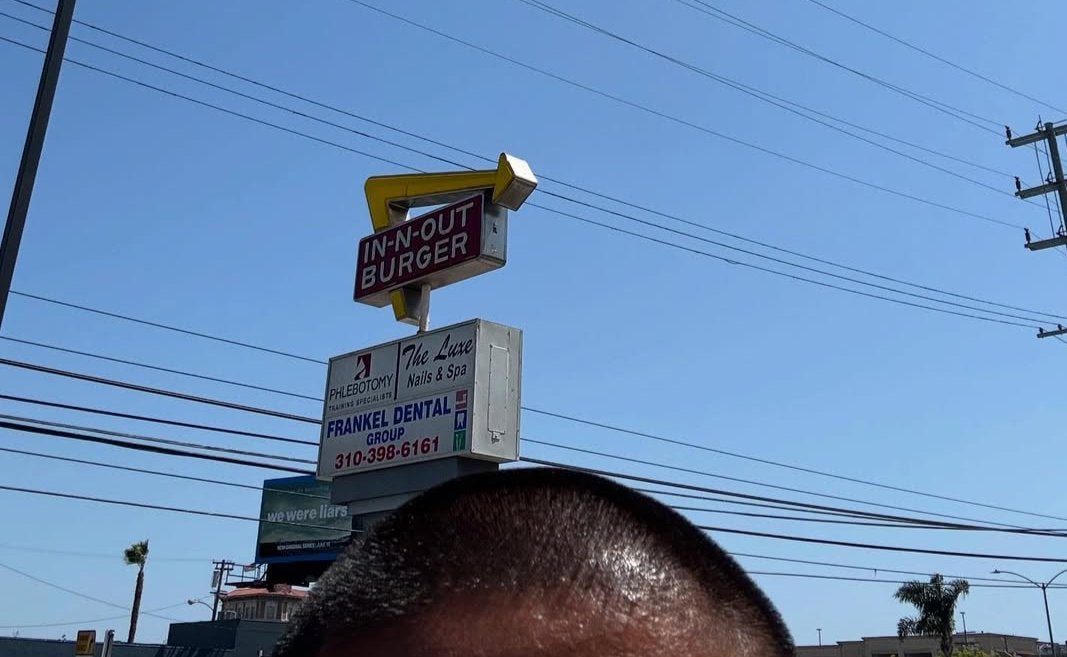 IN-N-OUT
BURGER
PHLEBOTOMY
TRAINING SPECIALISTS
The Luxe
Nails & Spa
FRANKEL DENTAL
GROUP
310-398-6161
we were liars